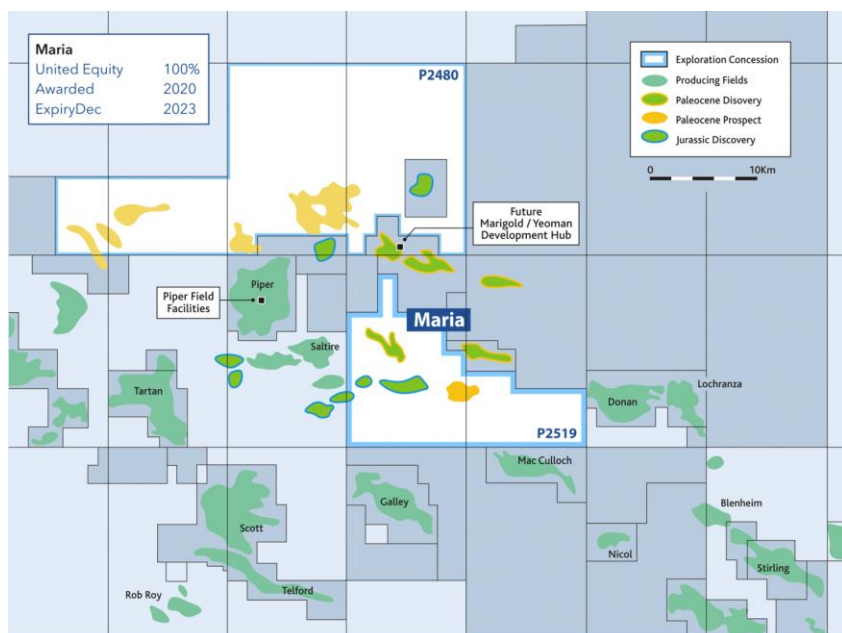 Maria
United Equity 100%
Awarded 2020
ExpiryDec 2023
P2480
Exploration Concession
Producing Fields
Paleocene Disovery
Paleocene Prospect
Jurassic Discovery
0 10Km
Future
Marigold / Yeoman
Development Hub
Piper
Piper Field
Facilities
Maria
Saltire
Tartan
Donan
Lochranza
P2519
Mac Culloch
Galley
Blenheim
Scott
Nicol
Stirling
Rob Roy
Telford